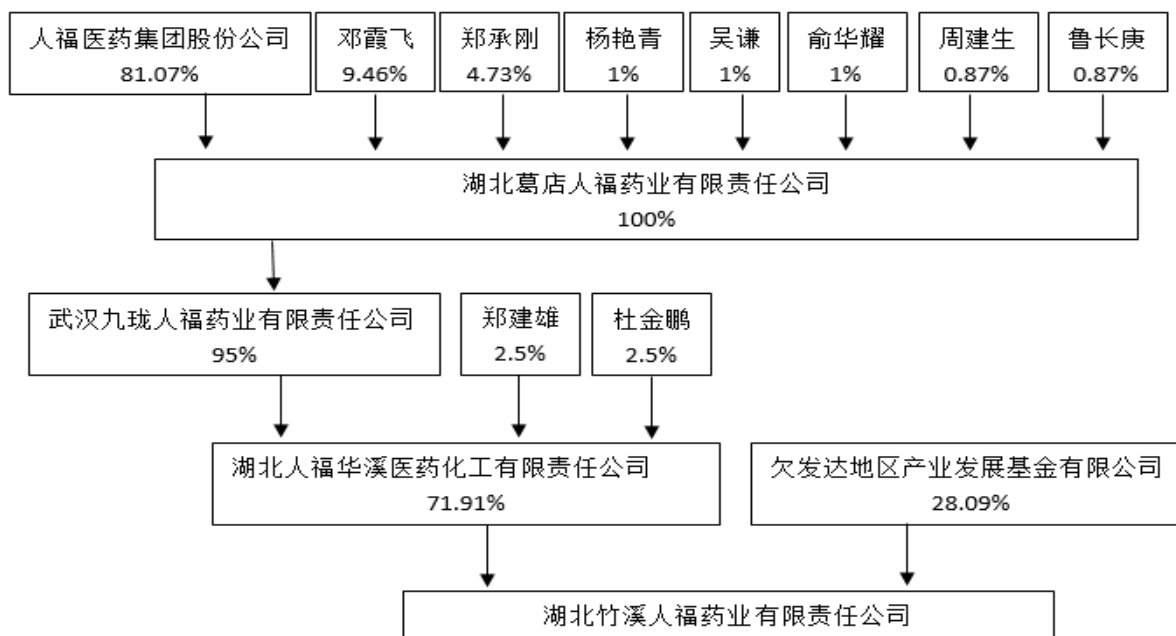 人福医药集团股份公司
81.07%
邓霞飞
9.46%
郑承刚
4.73%
杨艳青
1%
吴谦
1%
俞华耀
1%
周建生
0.87%
鲁长庚
0.87%
湖北葛店人福药业有限责任公司
100%
武汉九珑人福药业有限责任公司
95%
郑建雄
2.5%
杜金鹏
2.5%
湖北人福华溪医药化工有限责任公司
71.91%
欠发达地区产业发展基金有限公司
28.09%
湖北竹溪人福药业有限责任公司